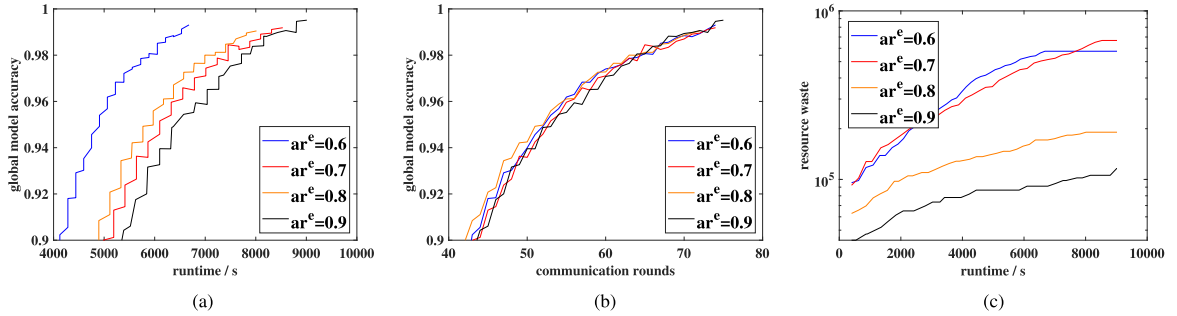 1
0.98
0.96
0.94
0.92
0.9
global model accuracy
4000 5000 6000 7000 8000 9000 10000
runtime / s
ar^e=0.6
ar^e=0.7
ar^e=0.8
ar^e=0.9
(a)
1
0.98
0.96
0.94
0.92
0.9
global model accuracy
40 50 60 70 80
communication rounds
ar^e=0.6
ar^e=0.7
ar^e=0.8
ar^e=0.9
(b)
10^6
10^5
resource waste
0 2000 4000 6000 8000 10000
runtime / s
ar^e=0.6
ar^e=0.7
ar^e=0.8
ar^e=0.9
(c)